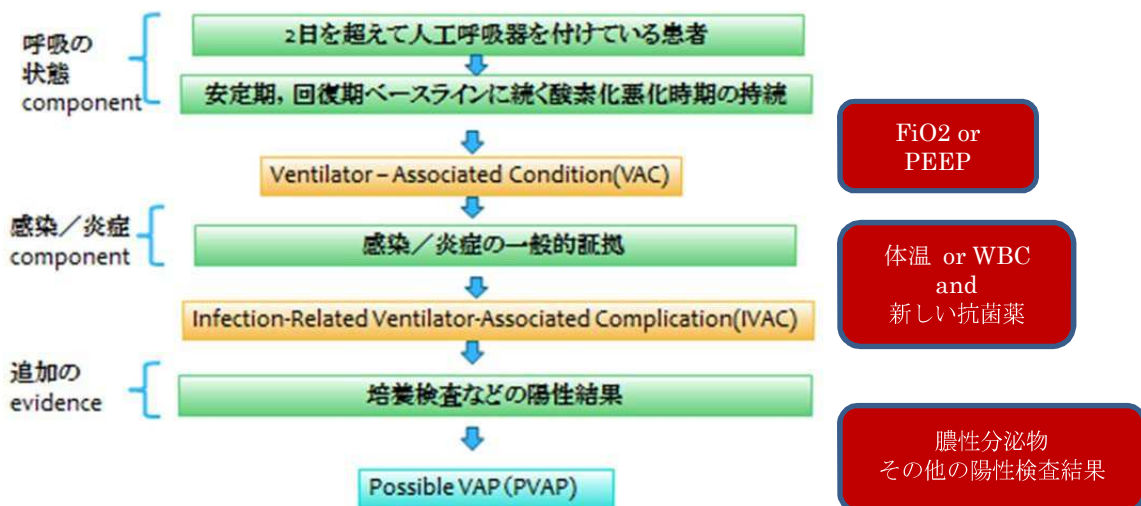 呼吸の
状態
component
2日を超えて人工呼吸器を付けている患者
安定期，回復期ベースラインに続く酸素化悪化時期の持続
FiO2 or
PEEP
Ventilator – Associated Condition(VAC)
感染／炎症
component
感染／炎症の一般的証拠
体温 or WBC
and
新しい抗菌薬
Infection-Related Ventilator-Associated Complication(IVAC)
追加の
evidence
培養検査などの陽性結果
膿性分泌物
その他の陽性検査結果
Possible VAP（PVAP）